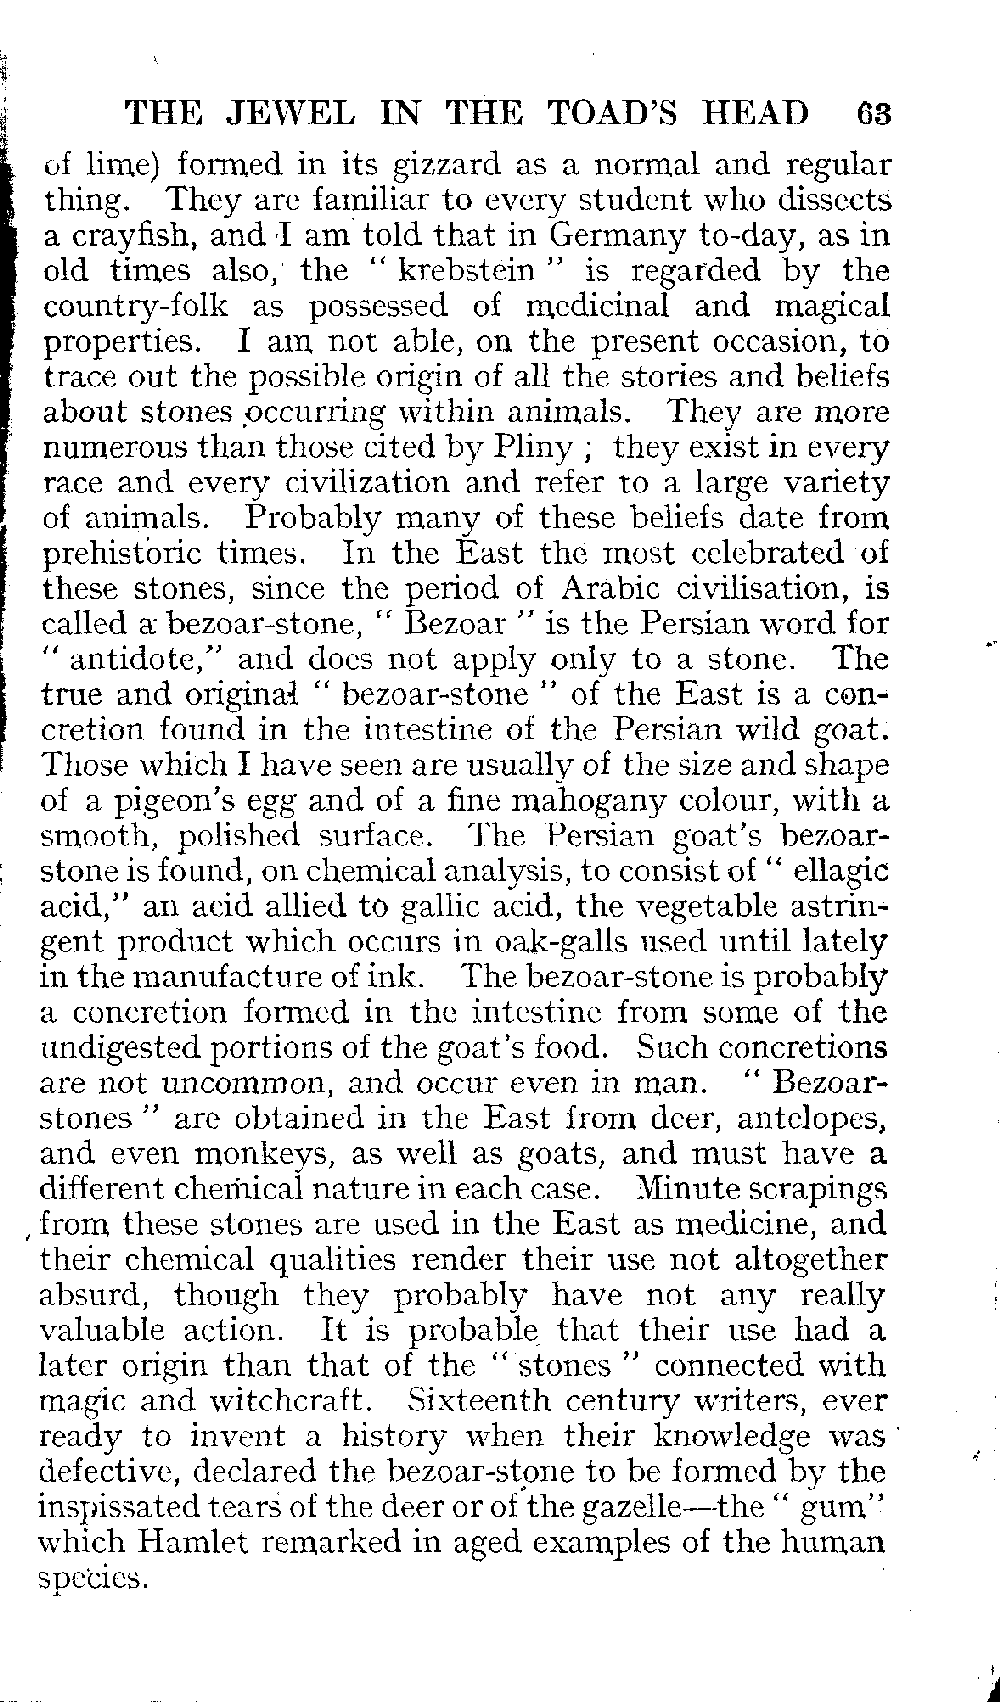 THE JEWEL IN THE TOAD'S HEAD 63
of lime) formed in its gizzard as a normal and regular
thing. They are familiar to every student who dissects
a crayfish, and I am told that in Germany to-day, as in
old times also, the “ krebstein ” is regarded by the
country-folk as possessed of medicinal and magical
properties. I am not able, on the present occasion, to
trace out the possible origin of all the stories and beliefs
about stones occurring within animals. They are more
numerous than those cited by Pliny ; they exist in every
race and every civilization and refer to a large variety
of animals. Probably many of these beliefs date from
prehistoric times. In the East the most celebrated of
these stones, since the period of Arabic civilisation, is
called a bezoar-stone, “ Bezoar ” is the Persian word for
“ antidote,” and does not apply only to a stone. The
true and original “ bezoar-stone ” of the East is a con-
cretion found in the intestine of the Persian wild goat.
Those which I have seen are usually of the size and shape
of a pigeon's egg and of a fine mahogany colour, with a
smooth, polished surface. The Persian goat's bezoar-
stone is found, on chemical analysis, to consist of “ ellagic
acid,” an acid allied to gallic acid, the vegetable astrin-
gent product which occurs in oak-galls used until lately
in the manufacture of ink. The bezoar-stone is probably
a concretion formed in the intestine from some of the
undigested portions of the goat's food. Such concretions
are not uncommon, and occur even in man. “ Bezoar-
stones ” are obtained in the East from deer, antelopes,
and even monkeys, as well as goats, and must have a
different chemical nature in each case. Minute scrapings
from these stones are used in the East as medicine, and
their chemical qualities render their use not altogether
absurd, though they probably have not any really
valuable action. It is probable that their use had a
later origin than that of the “ stones ” connected with
magic and witchcraft. Sixteenth century writers, ever
ready to invent a history when their knowledge was
defective, declared the bezoar-stone to be formed by the
inspissated tears of the deer or of the gazelle—the “ gum”
which Hamlet remarked in aged examples of the human
species.